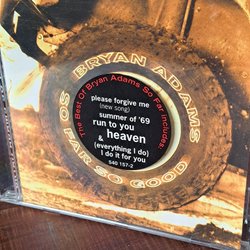 BRYAN ADAMS
SO FAR SO GOOD
The Best Of Bryan Adams So Far includes:
please forgive me
(new song)
summer of '69
run to you
heaven
&
(everything I do)
I do it for you
540 157-2